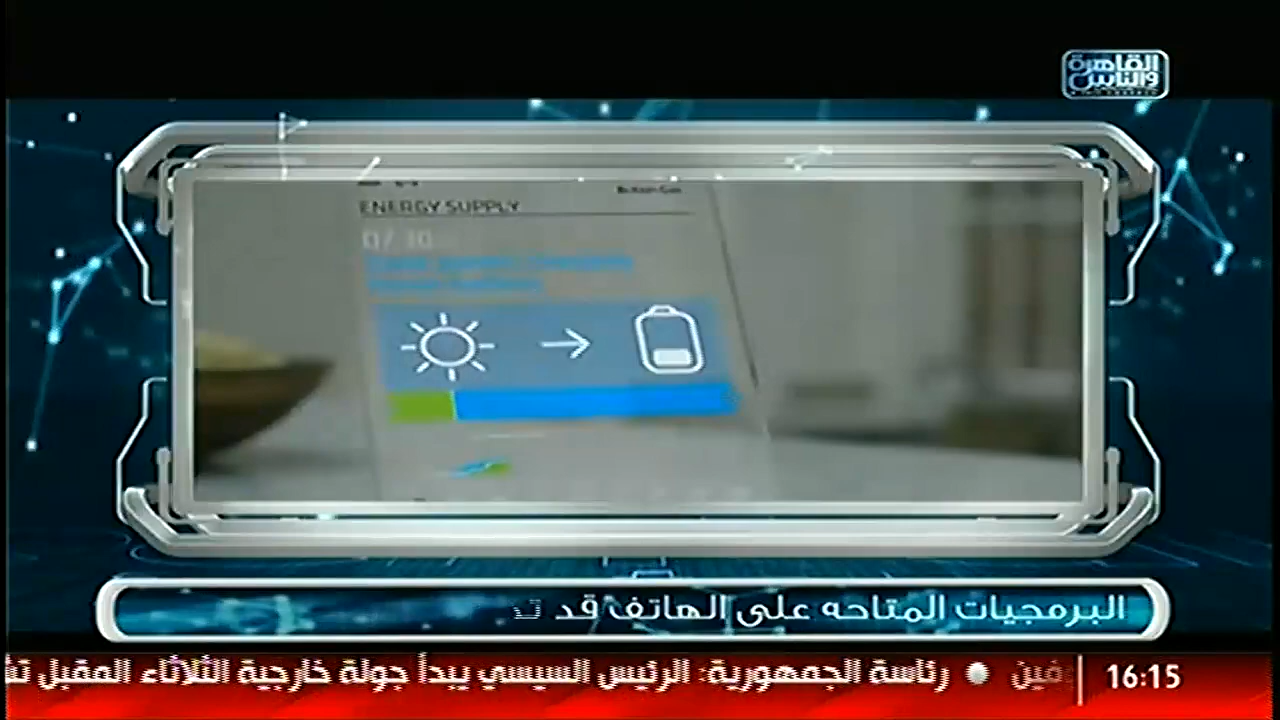 القاهرة
والناس
ENERGY SUPPLY
البرمجيات المتاحه على الهاتف قد
16:15
رئاسة الجمهورية: الرئيس السيسي يبدأ جولة خارجية الثلاثاء المقبل